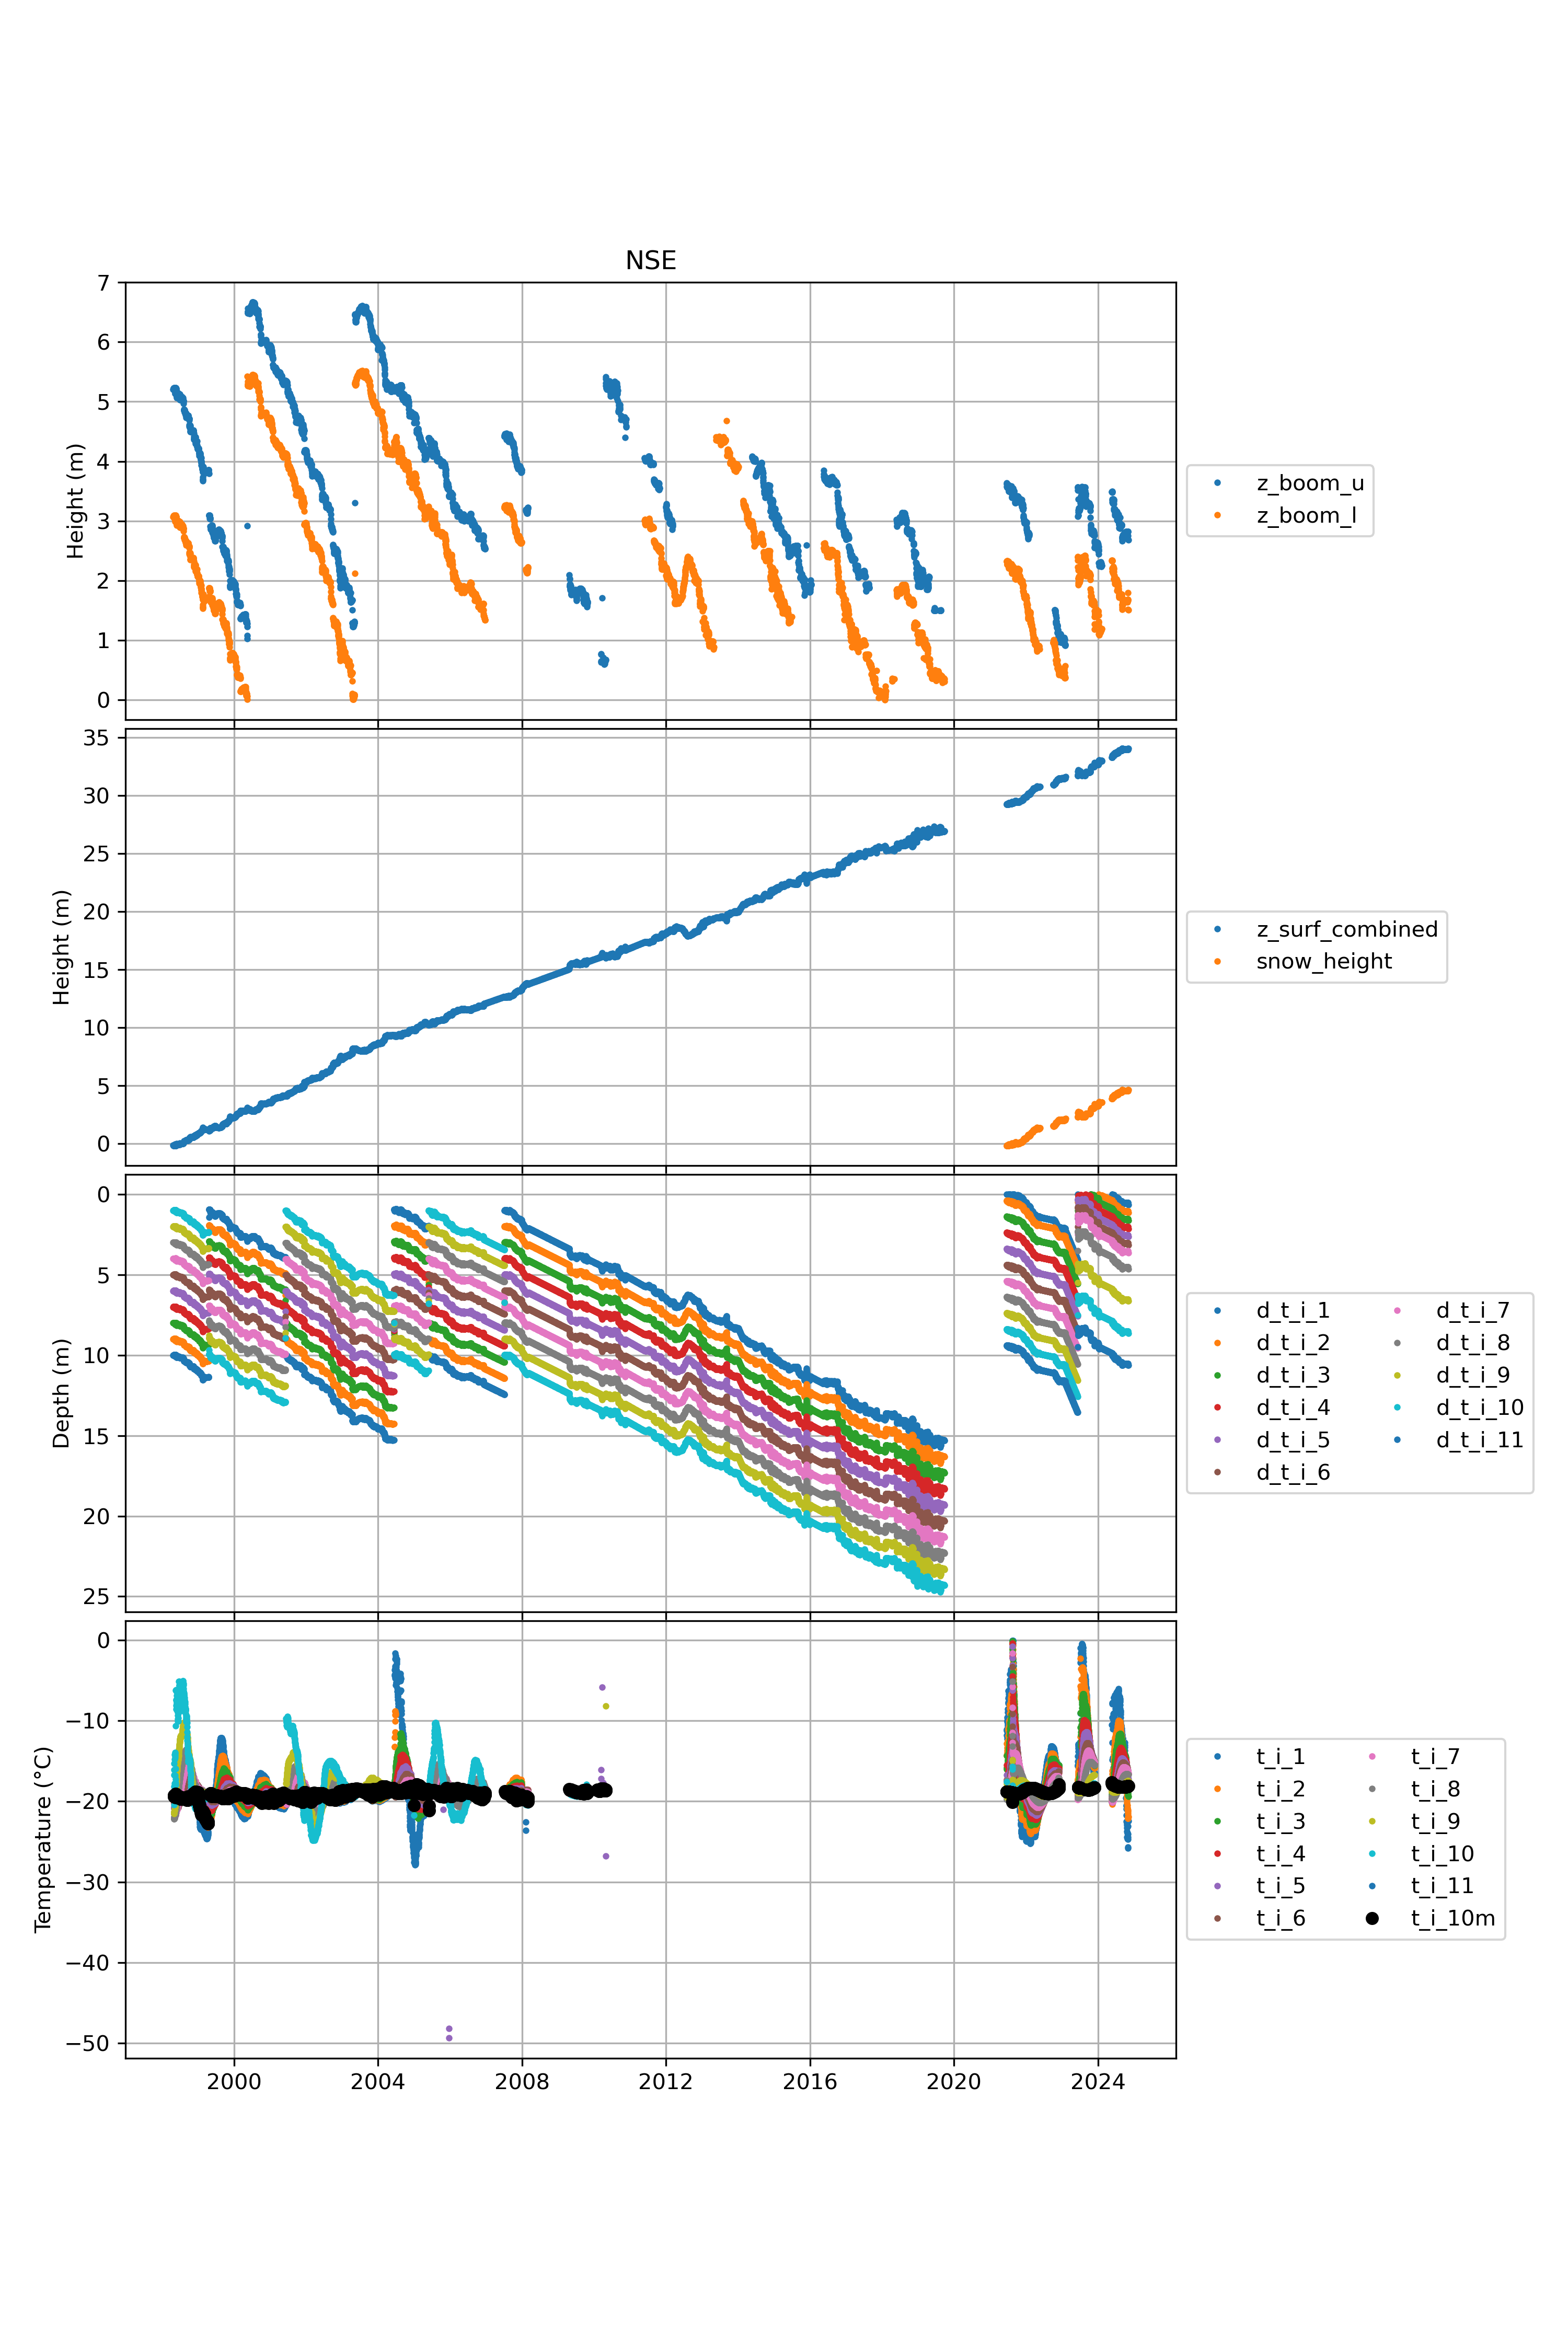 NSE
7
6
5
4
3
2
1
0
Height (m)
z_boom_u
z_boom_l
35
30
25
20
15
10
5
0
Height (m)
z_surf_combined
snow_height
0
5
10
15
20
25
Depth (m)
d_t_i_1
d_t_i_2
d_t_i_3
d_t_i_4
d_t_i_5
d_t_i_6
d_t_i_7
d_t_i_8
d_t_i_9
d_t_i_10
d_t_i_11
0
−10
−20
−30
−40
−50
Temperature (°C)
t_i_1
t_i_2
t_i_3
t_i_4
t_i_5
t_i_6
t_i_7
t_i_8
t_i_9
t_i_10
t_i_11
t_i_10m
2000 2004 2008 2012 2016 2020 2024